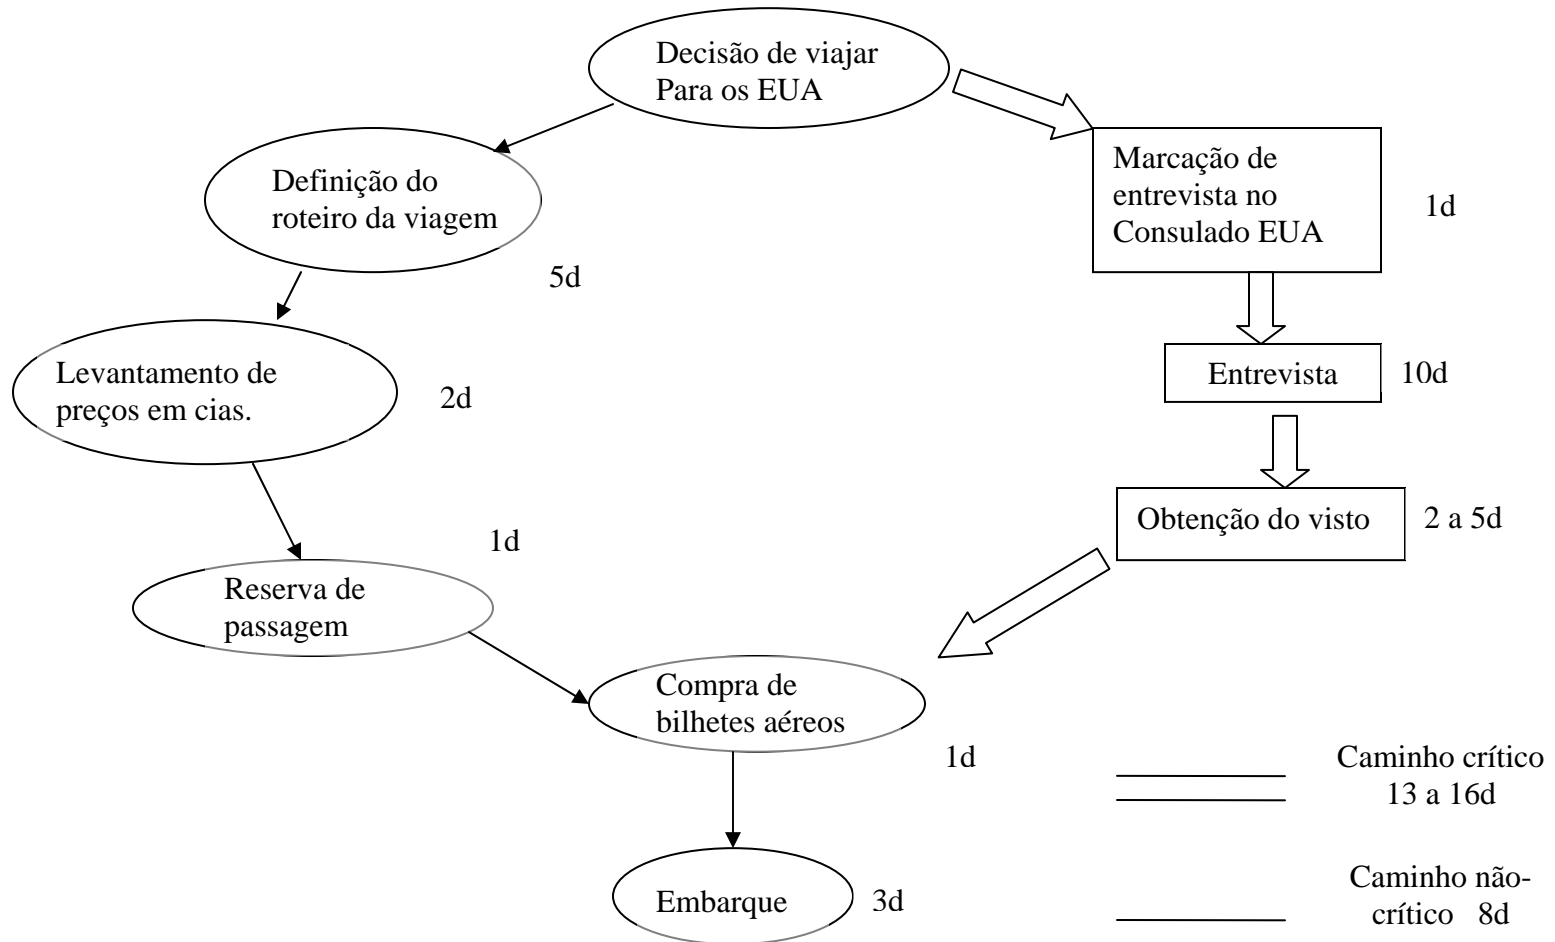 Decisão de viajar
Para os EUA
Marcação de
entrevista no
Consulado EUA
1d
Definição do
roteiro da viagem
5d
Levantamento de
preços em cias.
2d
Entrevista
10d
Obtenção do visto
2 a 5d
1d
Reserva de
passagem
Compra de
bilhetes aéreos
1d
Caminho crítico
13 a 16d
Embarque
3d
Caminho não-
crítico 8d